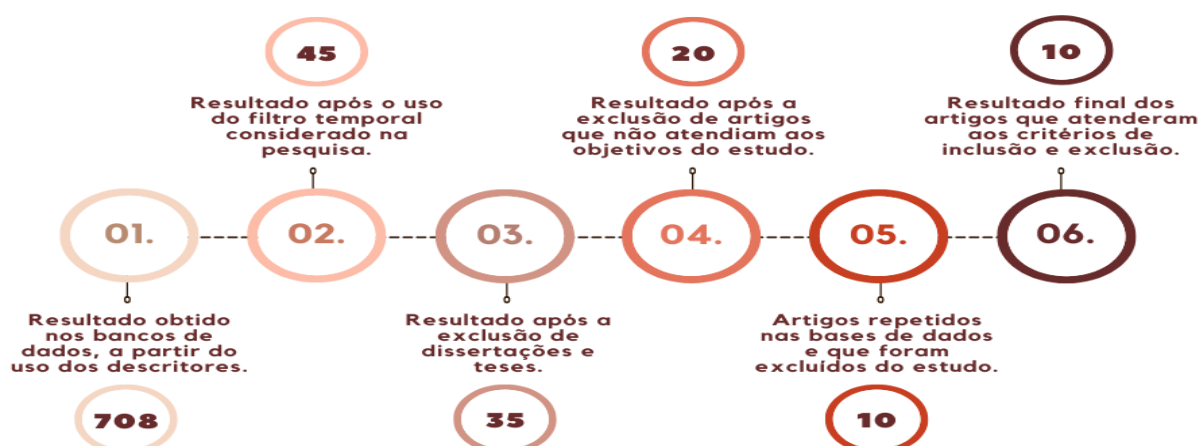 45
Resultado após o uso
do filtro temporal
considerado na
pesquisa.
20
Resultado após a
exclusão de artigos
que não atendiam aos
objetivos do estudo.
10
Resultado final dos
artigos que atenderam
aos critérios de
inclusão e exclusão.
01.
02.
03.
04.
05.
06.
Resultado obtido
nos bancos de
dados, a partir do
uso dos descritores.
708
Resultado após a
exclusão de
dissertações e
teses.
35
Artigos repetidos
nas bases de dados
e que foram
excluídos do estudo.
10